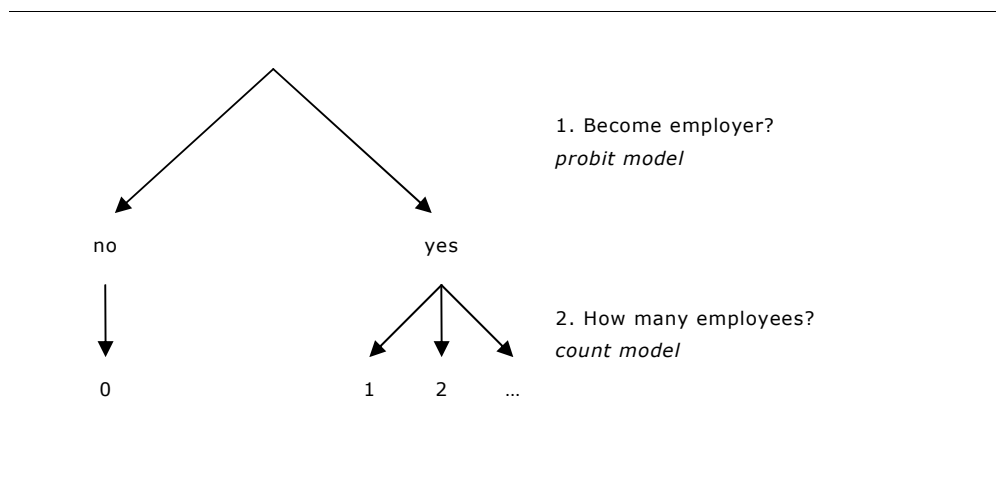 1. Become employer?
probit model
no
yes
2. How many employees?
count model
0
1
2
...